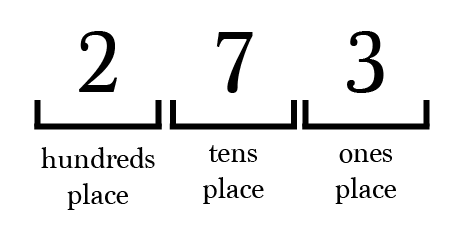 2 7 3
hundreds place
tens place
ones place